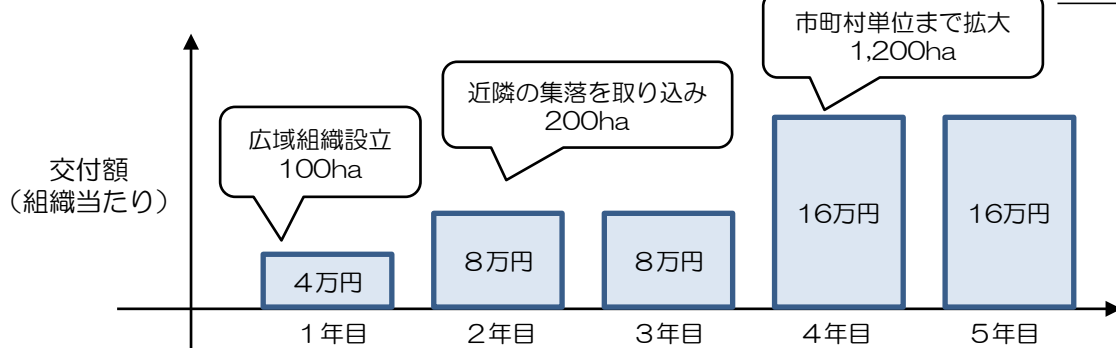 市町村単位まで拡大
1,200ha
近隣の集落を取り込み
200ha
広域組織設立
100ha
交付額
（組織当たり）
４万円
８万円
８万円
16万円
16万円
１年目
２年目
３年目
４年目
５年目